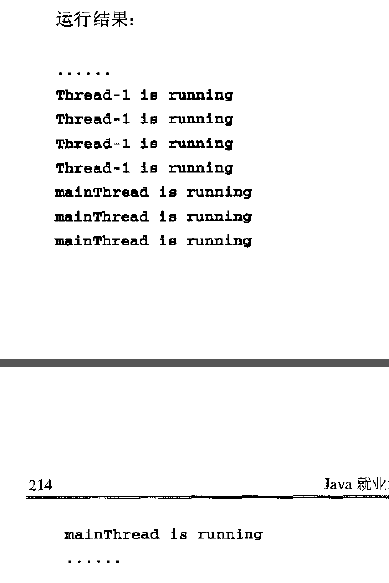 运行结果:
......
Thread-1 is running
Thread-1 is running
Thread-1 is running
Thread-1 is running
mainThread is running
mainThread is running
mainThread is running
214 Java 就业
mainThread is running
......